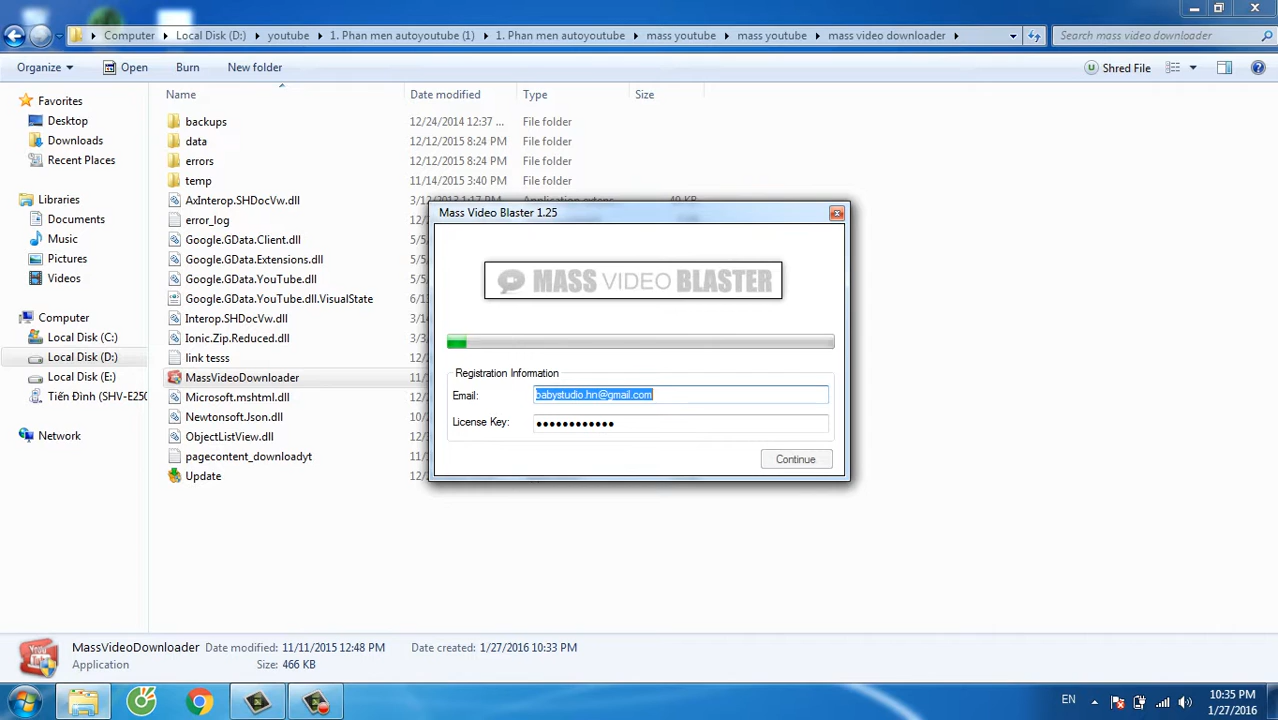 Computer Local Disk (D:) youtube 1. Phan men autoyoutube (1) 1. Phan men autoyoutube mass youtube mass youtube mass video downloader Search mass video downloader
Organize Open Burn New folder Shred File
Name Date modified Type Size
Favorites
Desktop
Downloads
Recent Places
Libraries
Documents
Music
Pictures
Videos
Computer
Local Disk (C:)
Local Disk (D:)
Local Disk (E:)
Tiến Đinh (SHV-E250
Network
backups 12/24/2014 12:37 ... File folder
data 12/12/2015 8:24 PM File folder
errors 12/12/2015 8:24 PM File folder
temp 11/14/2015 3:40 PM File folder
AxInterop.SHDocVw.dll
error_log
Google.GData.Client.dll
Google.GData.Extensions.dll
Google.GData.YouTube.dll
Google.GData.YouTube.dll.VisualState
Interop.SHDocVw.dll
Ionic.Zip.Reduced.dll
link tesss
MassVideoDownloader
Microsoft.mshtml.dll
Newtonsoft.Json.dll
ObjectListView.dll
pagecontent_downloadyt
Update
Mass Video Blaster 1.25
MASS VIDEO BLASTER
Registration Information
Email: babystudio.hn@gmail.com
License Key: ●●●●●●●●●●●●
Continue
MassVideoDownloader Date modified: 11/11/2015 12:48 PM Date created: 1/27/2016 10:33 PM
Application Size: 466 KB
EN 10:35 PM
1/27/2016